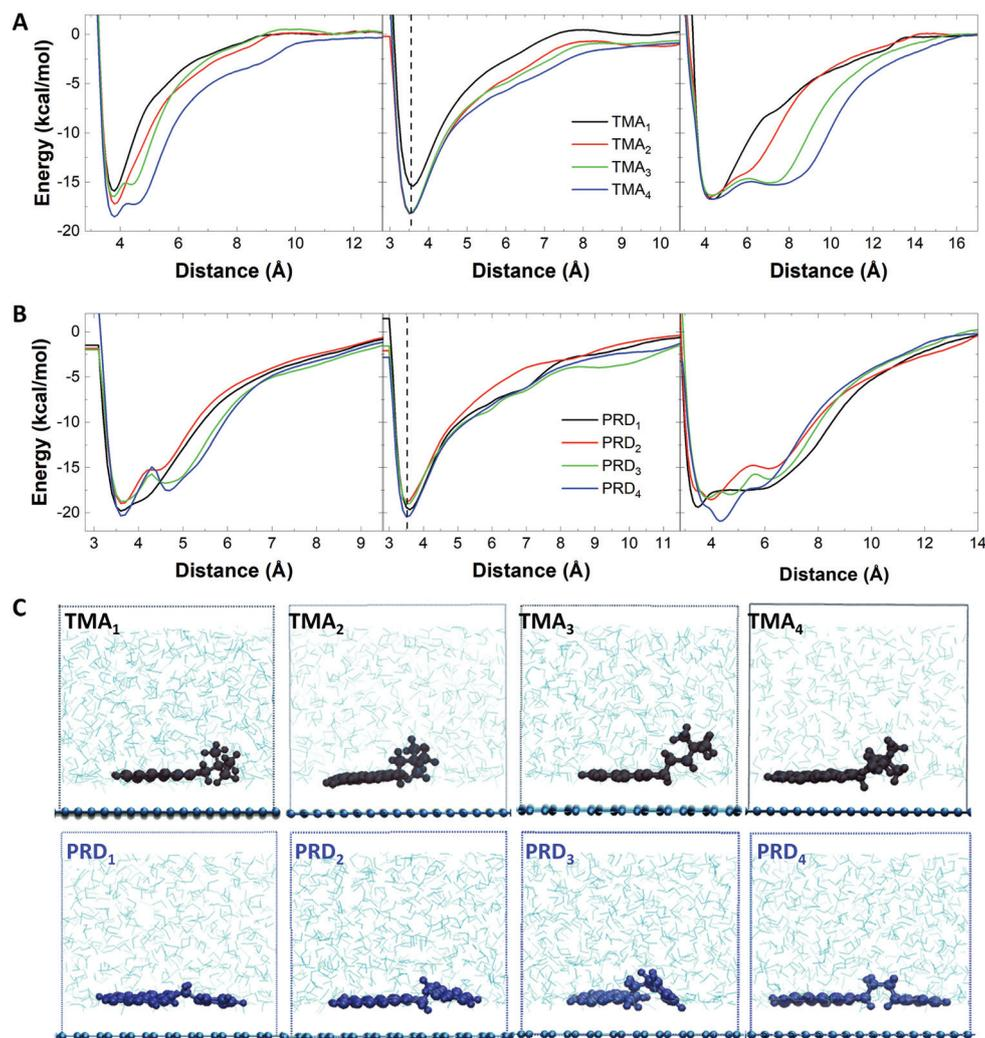 A
Energy (kcal/mol)
0
-5
-10
-15
-20
4 6 8 10 12
3 4 5 6 7 8 9 10
4 6 8 10 12 14 16
TMA₁
TMA₂
TMA₃
TMA₄
Distance (Å) Distance (Å) Distance (Å)
B
Energy (kcal/mol)
0
-5
-10
-15
-20
3 4 5 6 7 8 9
3 4 5 6 7 8 9 10 11
4 6 8 10 12 14
PRD₁
PRD₂
PRD₃
PRD₄
Distance (Å) Distance (Å) Distance (Å)
C
TMA₁ TMA₂ TMA₃ TMA₄
PRD₁ PRD₂ PRD₃ PRD₄